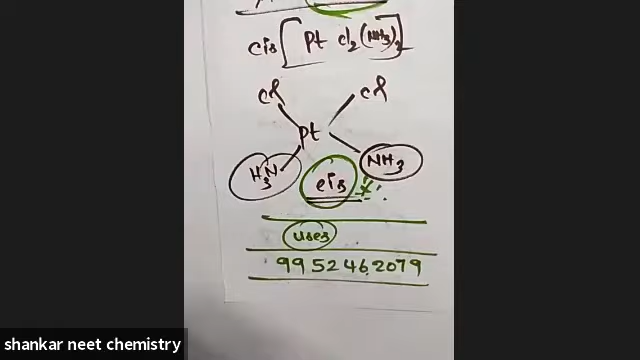 cis[Pt Cl2(NH3)2]
Cl Cl
Pt
H3N NH3
cis
uses
9952462079
shankar neet chemistry